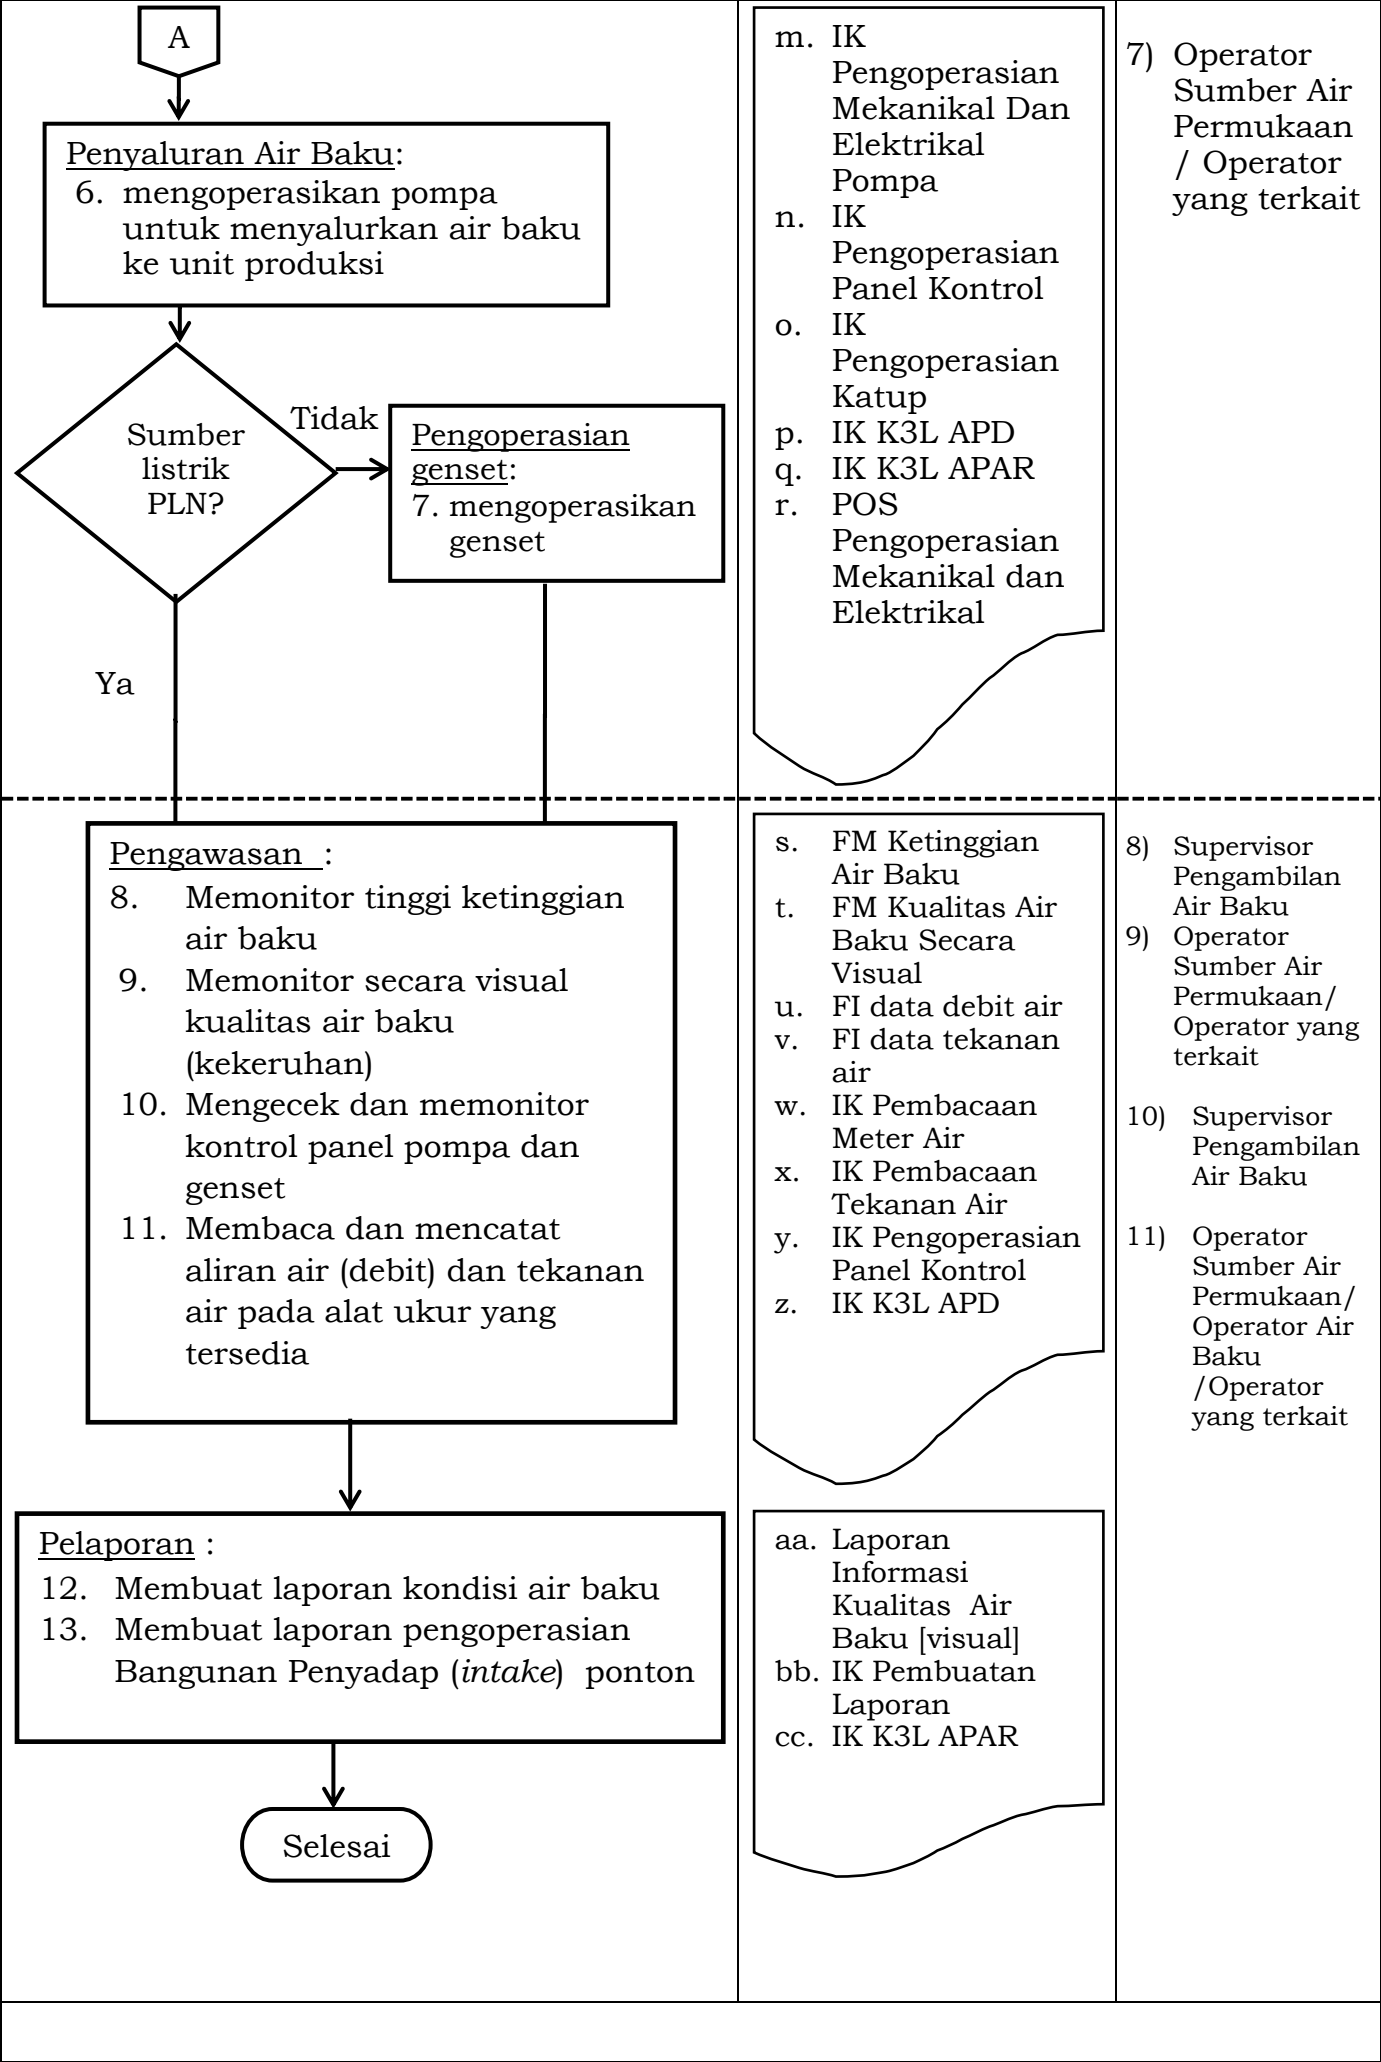 A
Penyaluran Air Baku:
6. mengoperasikan pompa
untuk menyalurkan air baku
ke unit produksi
Sumber
listrik
PLN?
Tidak
Pengoperasian
genset:
7. mengoperasikan
genset
Ya
m. IK
Pengoperasian
Mekanikal Dan
Elektrikal
Pompa
n. IK
Pengoperasian
Panel Kontrol
o. IK
Pengoperasian
Katup
p. IK K3L APD
q. IK K3L APAR
r. POS
Pengoperasian
Mekanikal dan
Elektrikal
7) Operator
Sumber Air
Permukaan
/ Operator
yang terkait
Pengawasan :
8. Memonitor tinggi ketinggian
air baku
9. Memonitor secara visual
kualitas air baku
(kekeruhan)
10. Mengecek dan memonitor
kontrol panel pompa dan
genset
11. Membaca dan mencatat
aliran air (debit) dan tekanan
air pada alat ukur yang
tersedia
s. FM Ketinggian
Air Baku
t. FM Kualitas Air
Baku Secara
Visual
u. FI data debit air
v. FI data tekanan
air
w. IK Pembacaan
Meter Air
x. IK Pembacaan
Tekanan Air
y. IK Pengoperasian
Panel Kontrol
z. IK K3L APD
8) Supervisor
Pengambilan
Air Baku
9) Operator
Sumber Air
Permukaan/
Operator yang
terkait
10) Supervisor
Pengambilan
Air Baku
11) Operator
Sumber Air
Permukaan/
Operator Air
Baku
/Operator
yang terkait
Pelaporan :
12. Membuat laporan kondisi air baku
13. Membuat laporan pengoperasian
Bangunan Penyadap (intake) ponton
aa. Laporan
Informasi
Kualitas Air
Baku [visual]
bb. IK Pembuatan
Laporan
cc. IK K3L APAR
Selesai